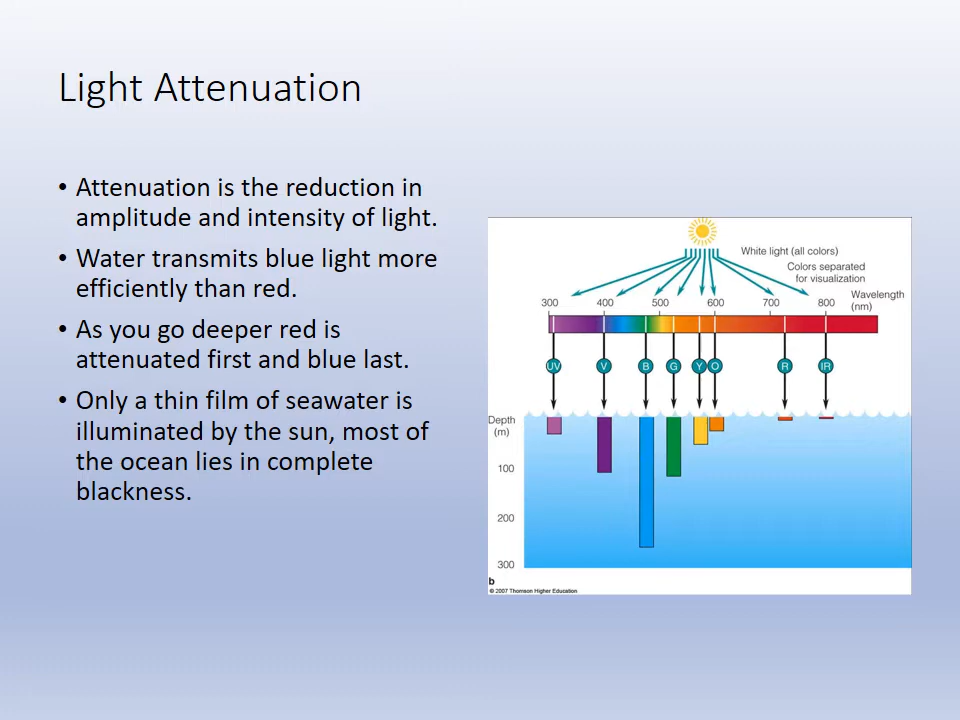 Light Attenuation
• Attenuation is the reduction in
amplitude and intensity of light.
• Water transmits blue light more
efficiently than red.
• As you go deeper red is
attenuated first and blue last.
• Only a thin film of seawater is
illuminated by the sun, most of
the ocean lies in complete
blackness.
White light (all colors)
Colors separated
for visualization
Wavelength
(nm)
300 400 500 600 700 800
UV V B G Y O R IR
Depth
(m)
100
200
300
b
© 2007 Thomson Higher Education